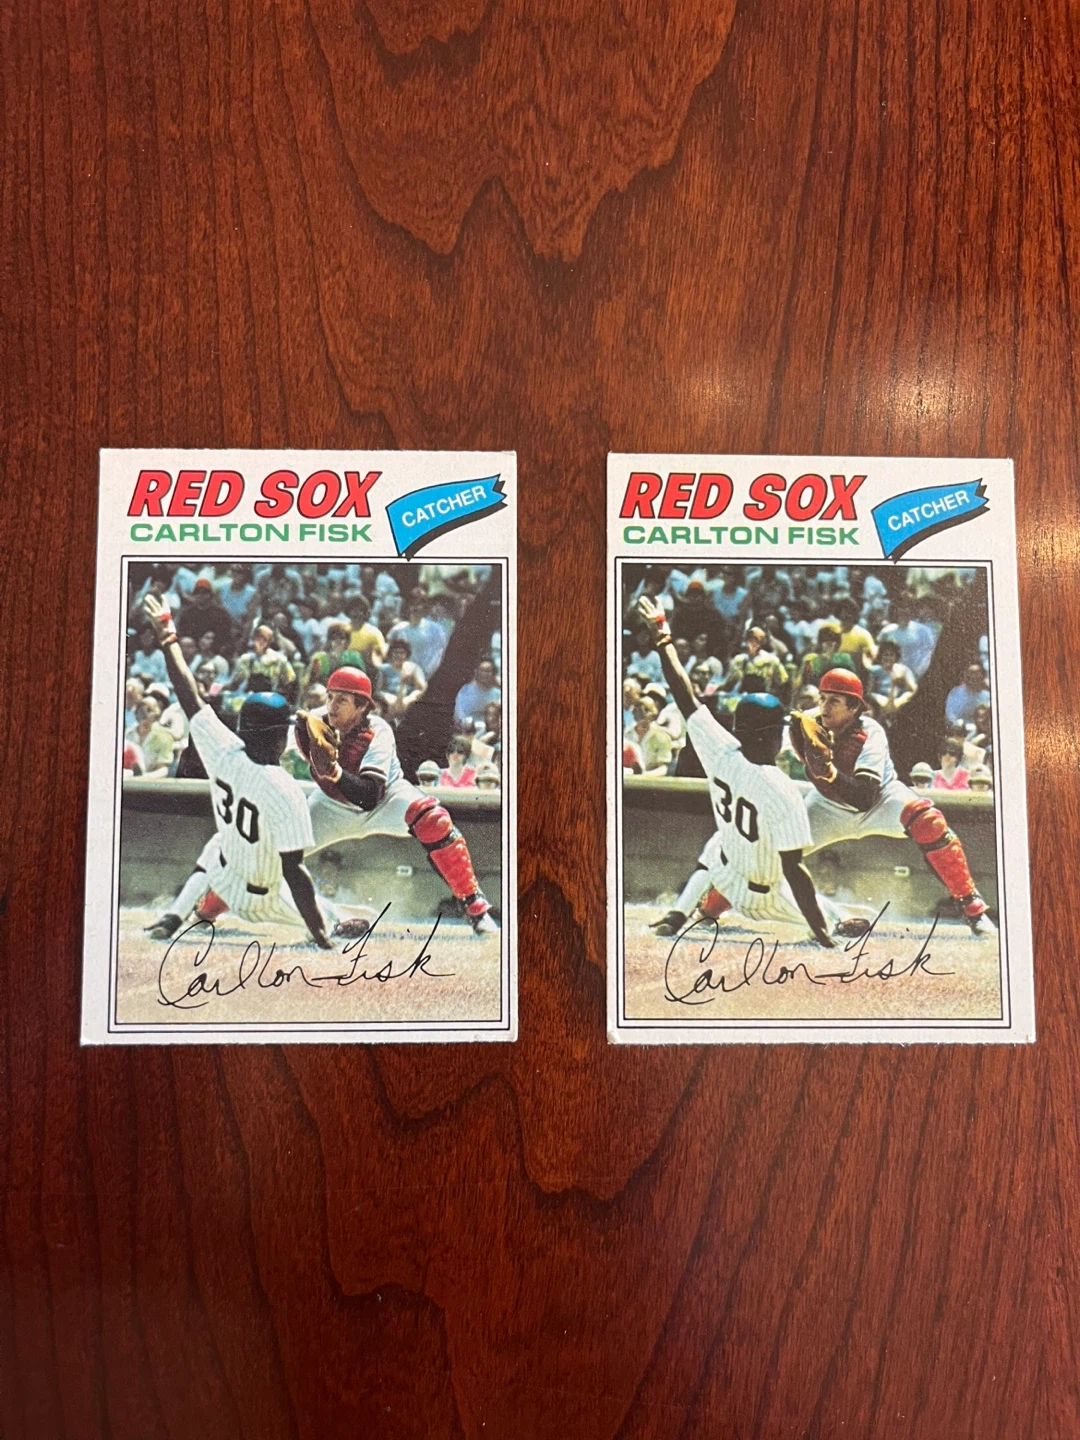 RED SOX
CARLTON FISK
CATCHER
30
Carlton Fisk
RED SOX
CARLTON FISK
CATCHER
30
Carlton Fisk